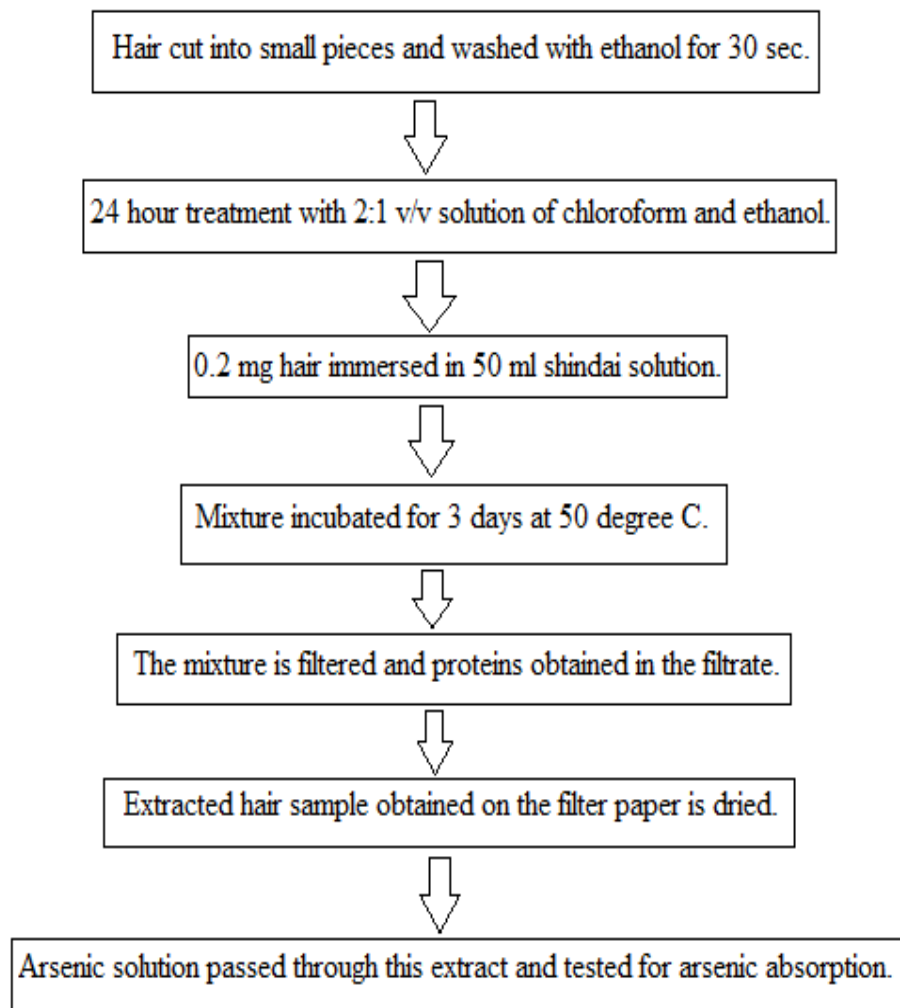 Hair cut into small pieces and washed with ethanol for 30 sec.
24 hour treatment with 2:1 v/v solution of chloroform and ethanol.
0.2 mg hair immersed in 50 ml shindai solution.
Mixture incubated for 3 days at 50 degree C.
The mixture is filtered and proteins obtained in the filtrate.
Extracted hair sample obtained on the filter paper is dried.
Arsenic solution passed through this extract and tested for arsenic absorption.